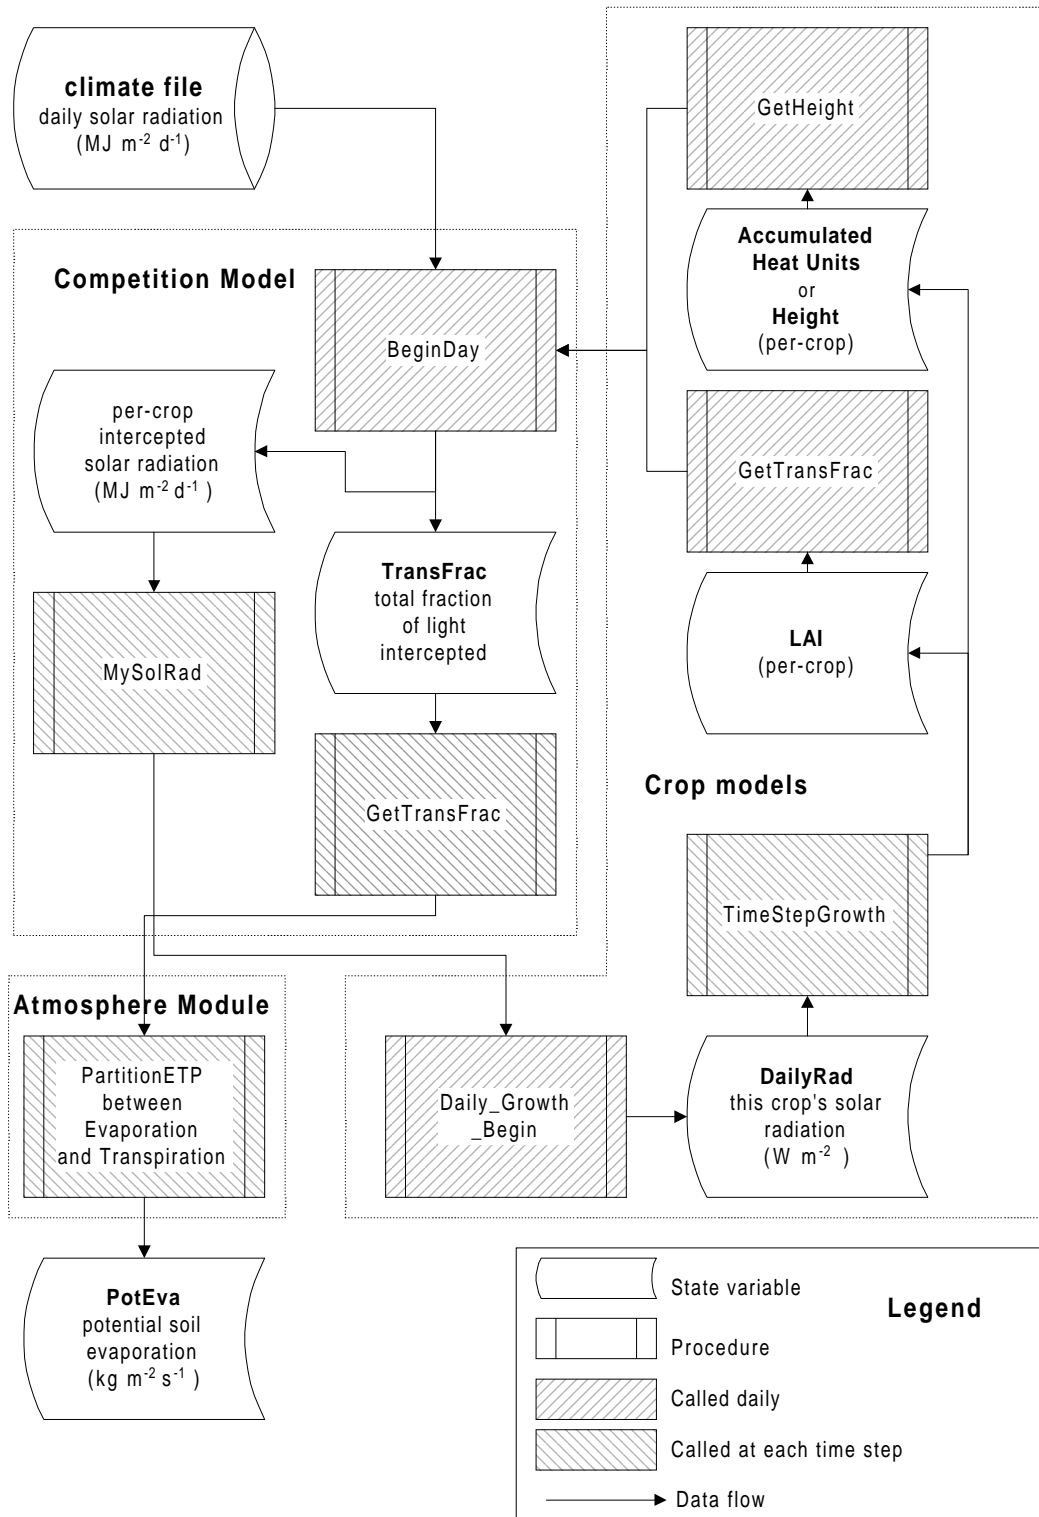 climate file
daily solar radiation
(MJ m-2 d-1)
GetHeight
Accumulated
Heat Units
or
Height
(per-crop)
Competition Model
BeginDay
per-crop
intercepted
solar radiation
(MJ m-2 d-1 )
GetTransFrac
TransFrac
total fraction
of light
intercepted
MySolRad
LAI
(per-crop)
GetTransFrac
Crop models
TimeStepGrowth
Atmosphere Module
PartitionETP
between
Evaporation
and Transpiration
Daily_Growth
_Begin
DailyRad
this crop's solar
radiation
(W m-2 )
PotEva
potential soil
evaporation
(kg m-2 s-1 )
Legend
State variable
Procedure
Called daily
Called at each time step
Data flow